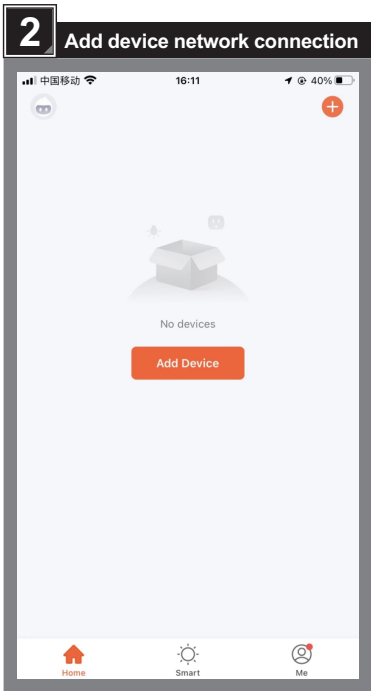 2 Add device network connection
中国移动 16:11 40%
No devices
Add Device
Home Smart Me